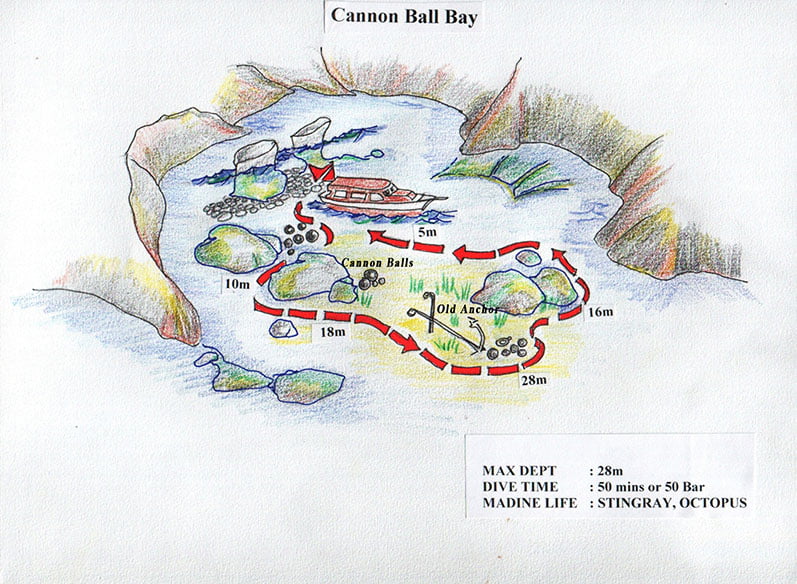 Cannon Ball Bay
5m
Cannon Balls
10m
Old Anchor
16m
18m
28m
MAX DEPT : 28m
DIVE TIME : 50 mins or 50 Bar
MADINE LIFE : STINGRAY, OCTOPUS